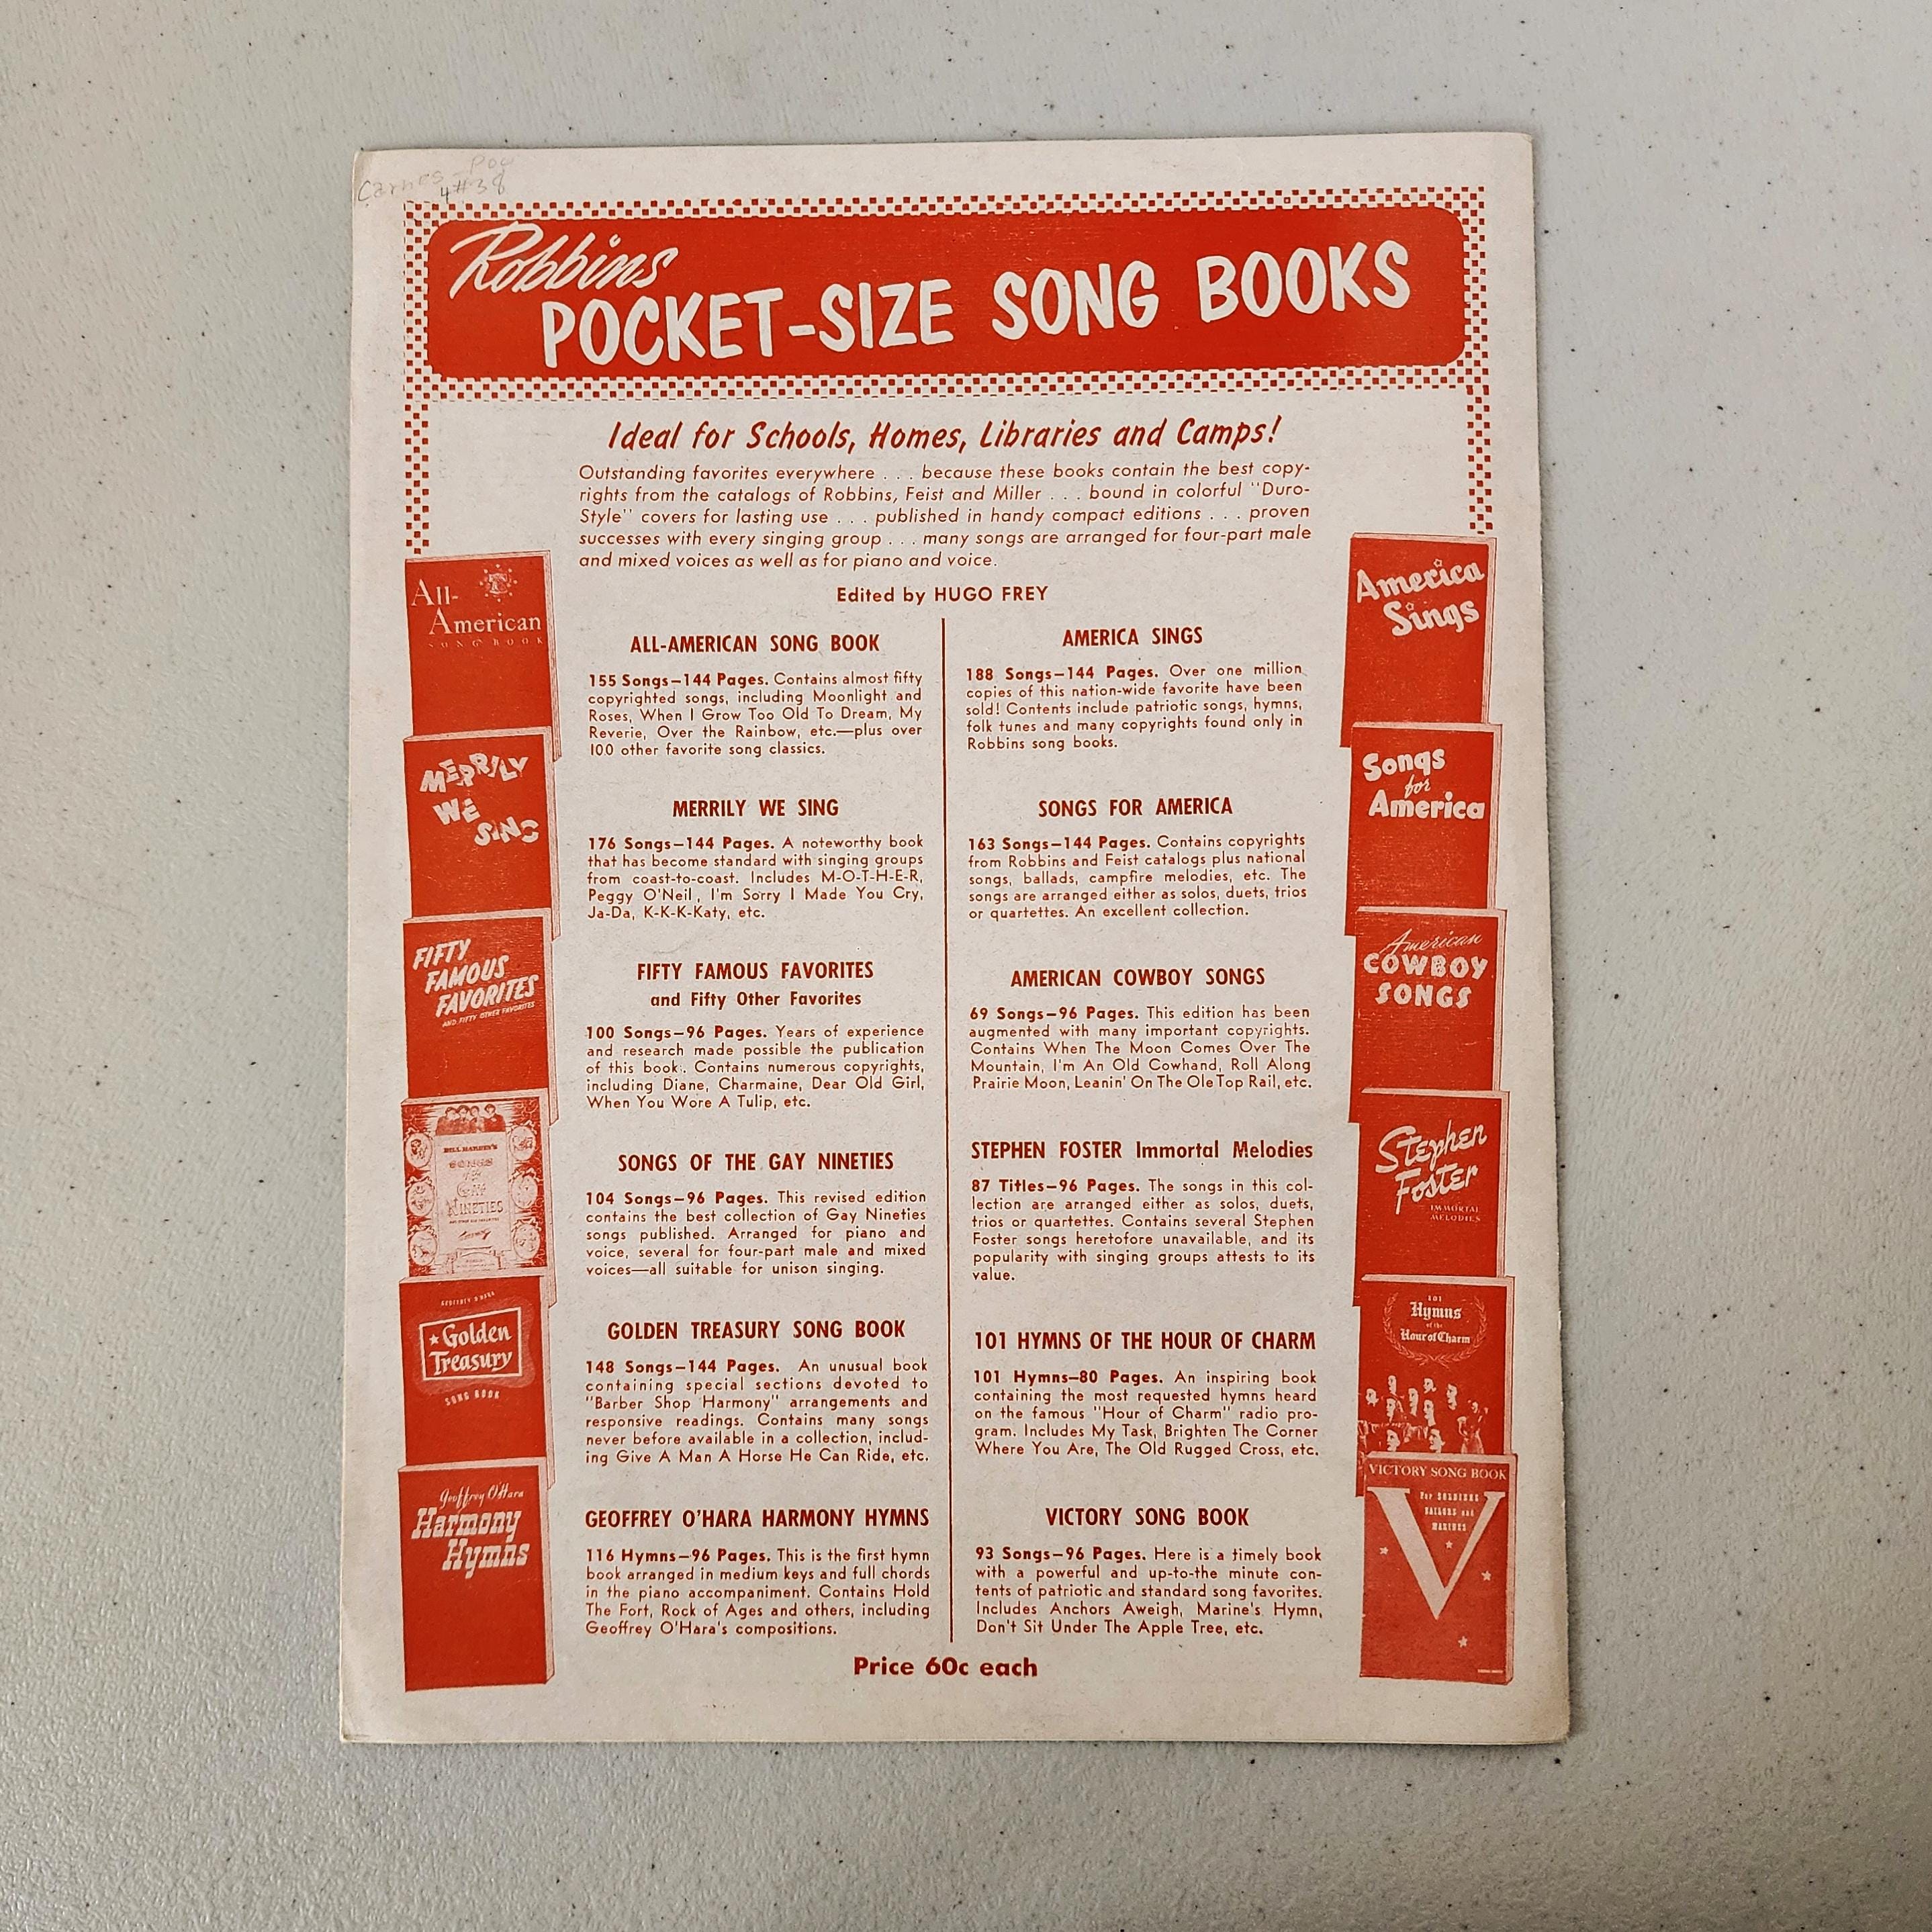 Carnes
4#38
Robbins
POCKET-SIZE SONG BOOKS
Ideal for Schools, Homes, Libraries and Camps!
Outstanding favorites everywhere . . . because these books contain the best copy-
rights from the catalogs of Robbins, Feist and Miller . . . bound in colorful "Duro-
Style" covers for lasting use . . . published in handy compact editions . . . proven
successes with every singing group . . . many songs are arranged for four-part male
and mixed voices as well as for piano and voice.
Edited by HUGO FREY
ALL-AMERICAN SONG BOOK
155 Songs—144 Pages. Contains almost fifty
copyrighted songs, including Moonlight and
Roses, When I Grow Too Old To Dream, My
Reverie, Over the Rainbow, etc.—plus over
100 other favorite song classics.
MERRILY WE SING
176 Songs—144 Pages. A noteworthy book
that has become standard with singing groups
from coast-to-coast. Includes M-O-T-H-E-R,
Peggy O'Neil, I'm Sorry I Made You Cry,
Ja-Da, K-K-K-Katy, etc.
FIFTY FAMOUS FAVORITES
and Fifty Other Favorites
100 Songs—96 Pages. Years of experience
and research made possible the publication
of this book. Contains numerous copyrights,
including Diane, Charmaine, Dear Old Girl,
When You Wore A Tulip, etc.
SONGS OF THE GAY NINETIES
104 Songs—96 Pages. This revised edition
contains the best collection of Gay Nineties
songs published. Arranged for piano and
voice, several for four-part male and mixed
voices—all suitable for unison singing.
GOLDEN TREASURY SONG BOOK
148 Songs—144 Pages. An unusual book
containing special sections devoted to
"Barber Shop Harmony" arrangements and
responsive readings. Contains many songs
never before available in a collection, includ-
ing Give A Man A Horse He Can Ride, etc.
GEOFFREY O'HARA HARMONY HYMNS
116 Hymns—96 Pages. This is the first hymn
book arranged in medium keys and full chords
in the piano accompaniment. Contains Hold
The Fort, Rock of Ages and others, including
Geoffrey O'Hara's compositions.
AMERICA SINGS
188 Songs—144 Pages. Over one million
copies of this nation-wide favorite have been
sold! Contents include patriotic songs, hymns,
folk tunes and many copyrights found only in
Robbins song books.
SONGS FOR AMERICA
163 Songs—144 Pages. Contains copyrights
from Robbins and Feist catalogs plus national
songs, ballads, campfire melodies, etc. The
songs are arranged either as solos, duets, trios
or quartettes. An excellent collection.
AMERICAN COWBOY SONGS
69 Songs—96 Pages. This edition has been
augmented with many important copyrights.
Contains When The Moon Comes Over The
Mountain, I'm An Old Cowhand, Roll Along
Prairie Moon, Leanin' On The Ole Top Rail, etc.
STEPHEN FOSTER Immortal Melodies
87 Titles—96 Pages. The songs in this col-
lection are arranged either as solos, duets,
trios or quartettes. Contains several Stephen
Foster songs heretofore unavailable, and its
popularity with singing groups attests to its
value.
101 HYMNS OF THE HOUR OF CHARM
101 Hymns—80 Pages. An inspiring book
containing the most requested hymns heard
on the famous "Hour of Charm" radio pro-
gram. Includes My Task, Brighten The Corner
Where You Are, The Old Rugged Cross, etc.
VICTORY SONG BOOK
93 Songs—96 Pages. Here is a timely book
with a powerful and up-to-the minute con-
tents of patriotic and standard song favorites.
Includes Anchors Aweigh, Marine's Hymn,
Don't Sit Under The Apple Tree, etc.
Price 60c each
All-
American
SONG BOOK
MERRILY
WE
SING
FIFTY
FAMOUS
FAVORITES
AND FIFTY OTHER FAVORITES
BILL HARDEY'S
SONGS
of the
GAY
NINETIES
GEOFFREY O'HARA
Golden
Treasury
SONG BOOK
Geoffrey O'Hara
Harmony
Hymns
America
Sings
Songs
for
America
American
COWBOY
SONGS
Stephen
Foster
IMMORTAL
MELODIES
101
Hymns
of the
Hour of Charm
VICTORY SONG BOOK
For SOLDIERS
SAILORS and
MARINES
V